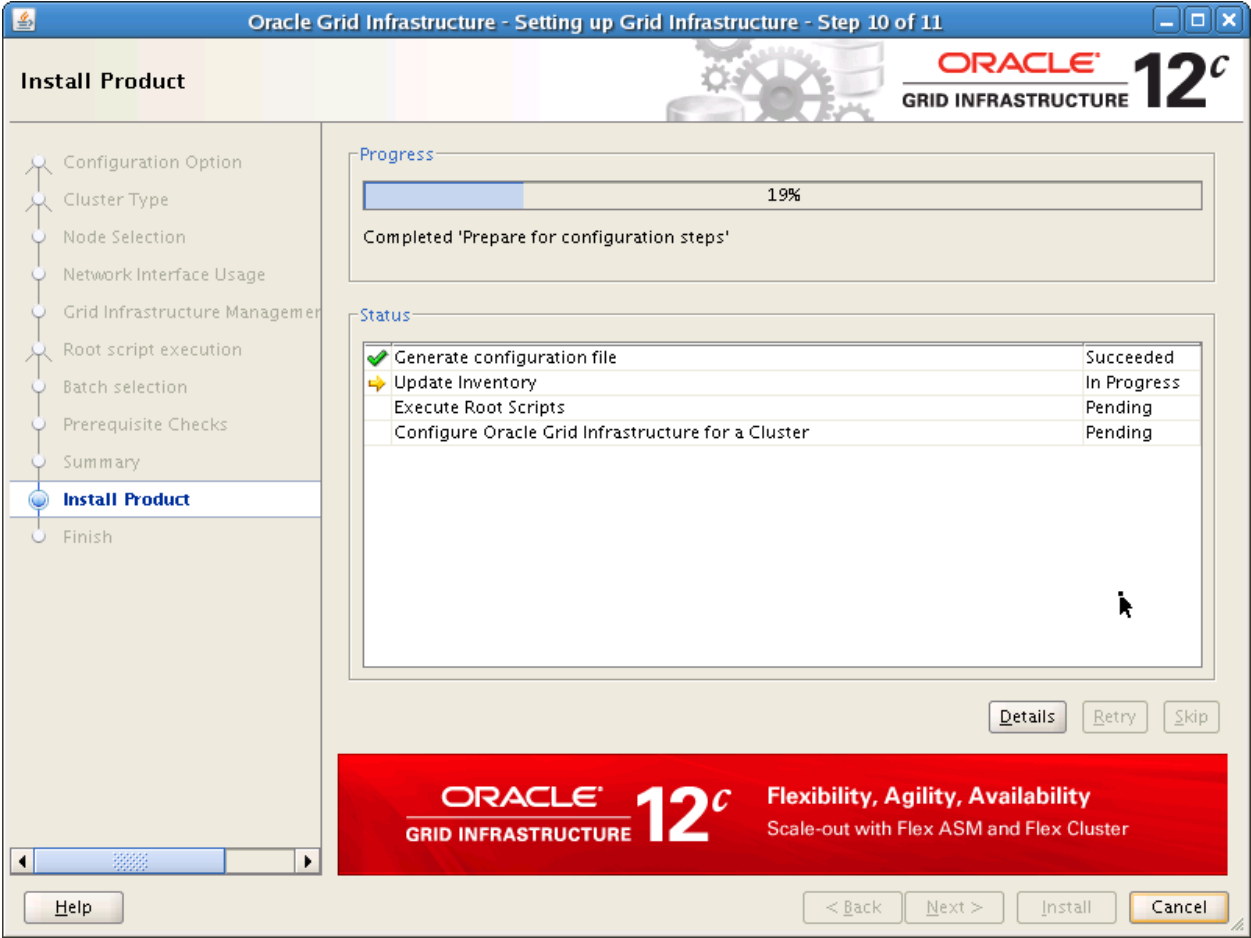 Oracle Grid Infrastructure - Setting up Grid Infrastructure - Step 10 of 11
Install Product
ORACLE
GRID INFRASTRUCTURE
12c
Configuration Option
Cluster Type
Node Selection
Network Interface Usage
Grid Infrastructure Managemer
Root script execution
Batch selection
Prerequisite Checks
Summary
Install Product
Finish
Progress
19%
Completed 'Prepare for configuration steps'
Status
Generate configuration file Succeeded
Update Inventory In Progress
Execute Root Scripts Pending
Configure Oracle Grid Infrastructure for a Cluster Pending
Details Retry Skip
ORACLE
GRID INFRASTRUCTURE
12c
Flexibility, Agility, Availability
Scale-out with Flex ASM and Flex Cluster
Help < Back Next > Install Cancel